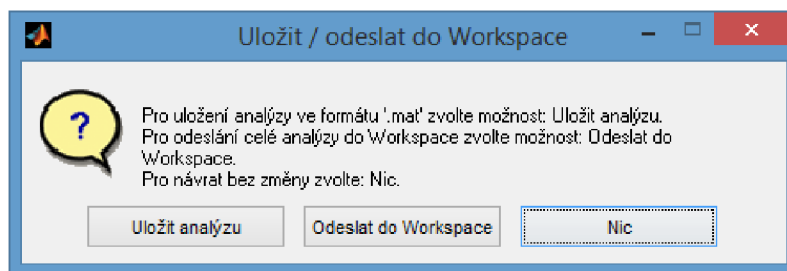 Uložit / odeslat do Workspace
?
Pro uložení analýzy ve formátu '.mat' zvolte možnost: Uložit analýzu.
Pro odeslání celé analýzy do Workspace zvolte možnost: Odeslat do
Workspace.
Pro návrat bez změny zvolte: Nic.
Uložit analýzu
Odeslat do Workspace
Nic